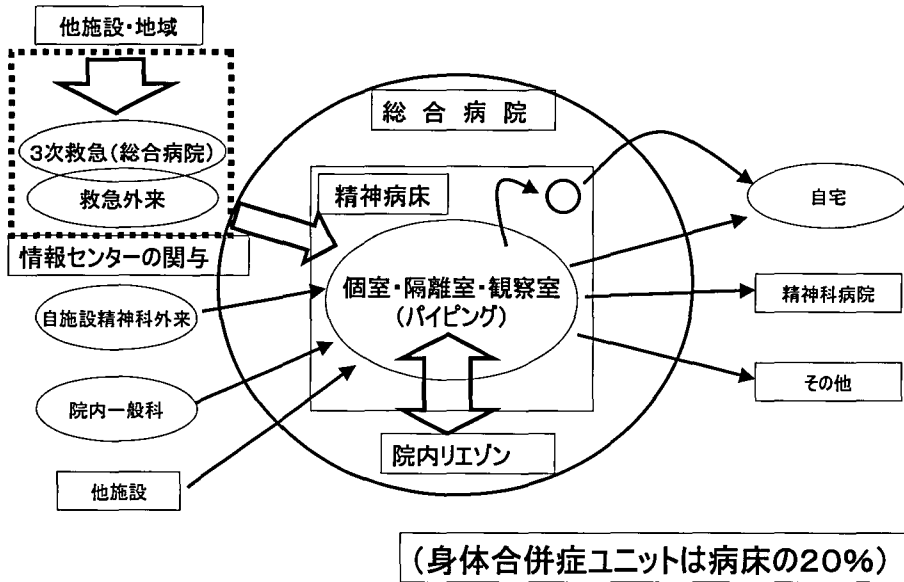 他施設・地域
3次救急(総合病院)
救急外来
情報センターの関与
自施設精神科外来
院内一般科
他施設
総合病院
精神病床
個室・隔離室・観察室
(パイピング)
院内リエゾン
自宅
精神科病院
その他
(身体合併症ユニットは病床の20%)